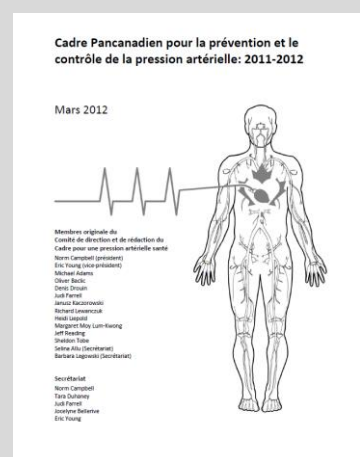 Cadre Pancanadien pour la prévention et le
contrôle de la pression artérielle: 2011-2012
Mars 2012
Membres originale du
Comité de direction et de rédaction du
Cadre pour une pression artérielle santé
Norm Campbell (président)
Eric Young (vice-président)
Michael Adams
Oliver Baclic
Denis Drouin
Judi Farrell
Janusz Kaczorowski
Richard Lewanczuk
Heidi Liepold
Margaret Moy Lum-Kwong
Jeff Reading
Sheldon Tobe
Selina Allu (Secrétariat)
Barbara Legowski (Secrétariat)
Secrétariat
Norm Campbell
Tara Duhaney
Judi Farrell
Jocelyne Bellerive
Eric Young